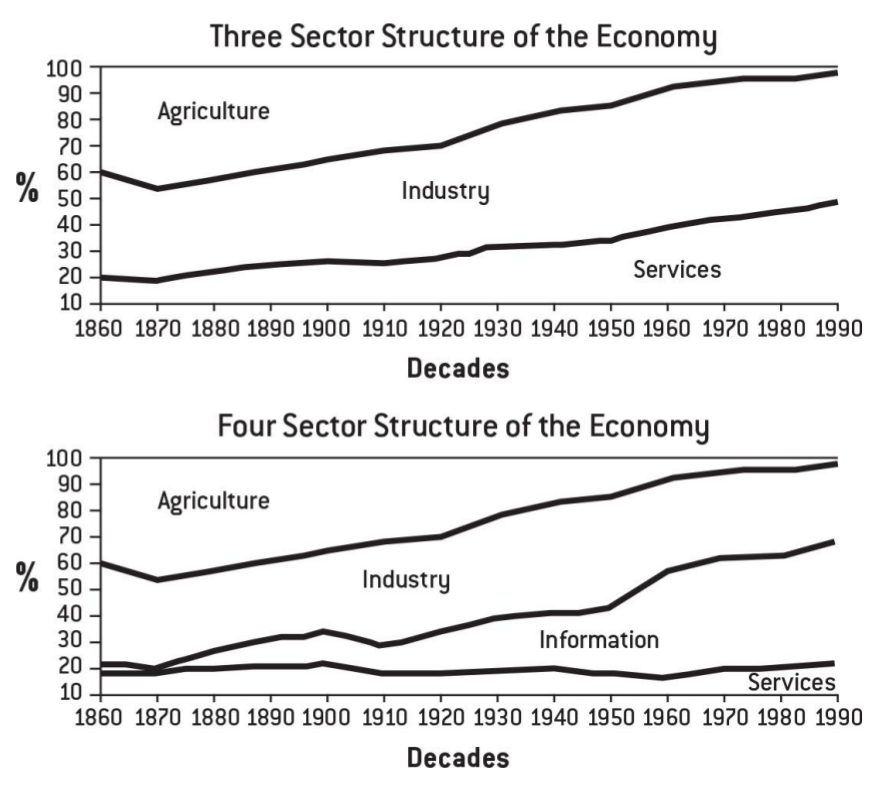 Three Sector Structure of the Economy
100
90
80
70
60
50
40
30
20
10
%
Agriculture
Industry
Services
1860 1870 1880 1890 1900 1910 1920 1930 1940 1950 1960 1970 1980 1990
Decades
Four Sector Structure of the Economy
100
90
80
70
60
50
40
30
20
10
%
Agriculture
Industry
Information
Services
1860 1870 1880 1890 1900 1910 1920 1930 1940 1950 1960 1970 1980 1990
Decades